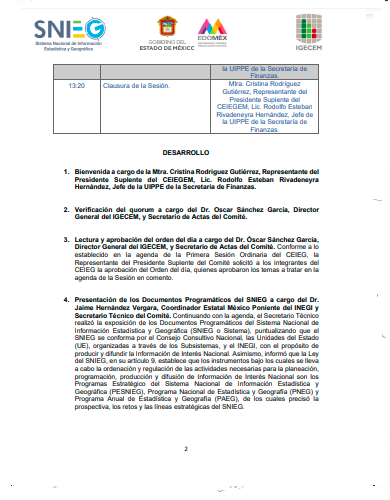 SNIEG
Sistema Nacional de Información
Estadística y Geográfica
GOBIERNO DEL
ESTADO DE MÉXICO
EDOMÉX
IGECEM
la UIPPE de la Secretaría de
Finanzas.
13:20 Clausura de la Sesión. Mtra. Cristina Rodríguez
Gutiérrez, Representante del
Presidente Suplente del
CEIEGEM, Lic. Rodolfo Esteban
Rivadeneyra Hernández, Jefe de
la UIPPE de la Secretaría de
Finanzas.
DESARROLLO
1. Bienvenida a cargo de la Mtra. Cristina Rodríguez Gutiérrez, Representante del
Presidente Suplente del CEIEGEM, Lic. Rodolfo Esteban Rivadeneyra
Hernández, Jefe de la UIPPE de la Secretaría de Finanzas.
2. Verificación del quorum a cargo del Dr. Oscar Sánchez García, Director
General del IGECEM, y Secretario de Actas del Comité.
3. Lectura y aprobación del orden del día a cargo del Dr. Óscar Sánchez García,
Director General del IGECEM, y Secretario de Actas del Comité. Conforme a lo
establecido en la agenda de la Primera Sesión Ordinaria del CEIEG, la
Representante del Presidente Suplente del Comité solicitó a los integrantes del
CEIEG la aprobación del Orden del día, quienes aprobaron los temas a tratar en la
agenda de la Sesión en comento.
4. Presentación de los Documentos Programáticos del SNIEG a cargo del Dr.
Jaime Hernández Vergara, Coordinador Estatal México Poniente del INEGI y
Secretario Técnico del Comité. Continuando con la agenda, el Secretario Técnico
realizó la exposición de los Documentos Programáticos del Sistema Nacional de
Información Estadística y Geográfica (SNIEG o Sistema), puntualizando que el
SNIEG se conforma por el Consejo Consultivo Nacional, las Unidades del Estado
(UE), organizadas a través de los Subsistemas, y el INEGI, con el propósito de
producir y difundir la Información de Interés Nacional. Asimismo, informó que la Ley
del SNIEG, en su artículo 9, establece que los instrumentos bajo los cuales se lleva
a cabo la ordenación y regulación de las actividades necesarias para la planeación,
programación, producción y difusión de Información de Interés Nacional son los
Programas Estratégico del Sistema Nacional de Información Estadística y
Geográfica (PESNIEG), Programa Nacional de Estadística y Geografía (PNEG) y
Programa Anual de Estadística y Geografía (PAEG), de los cuales precisó la
prospectiva, los retos y las líneas estratégicas del SNIEG.
2